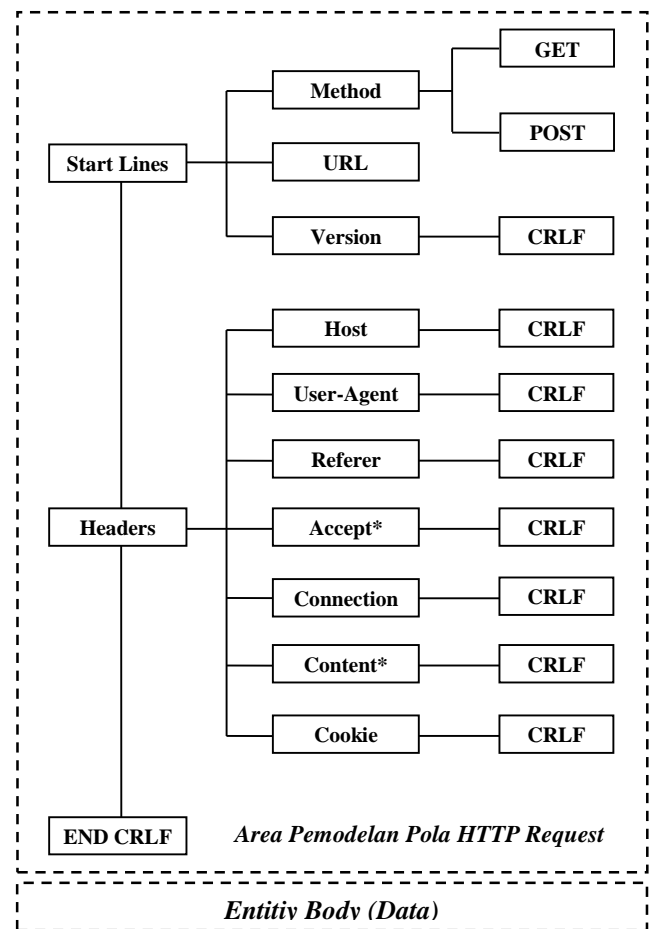 GET
Method
POST
Start Lines
URL
Version
CRLF
Host
CRLF
User-Agent
CRLF
Referer
CRLF
Headers
Accept*
CRLF
Connection
CRLF
Content*
CRLF
Cookie
CRLF
END CRLF
Area Pemodelan Pola HTTP Request
Entitiy Body (Data)